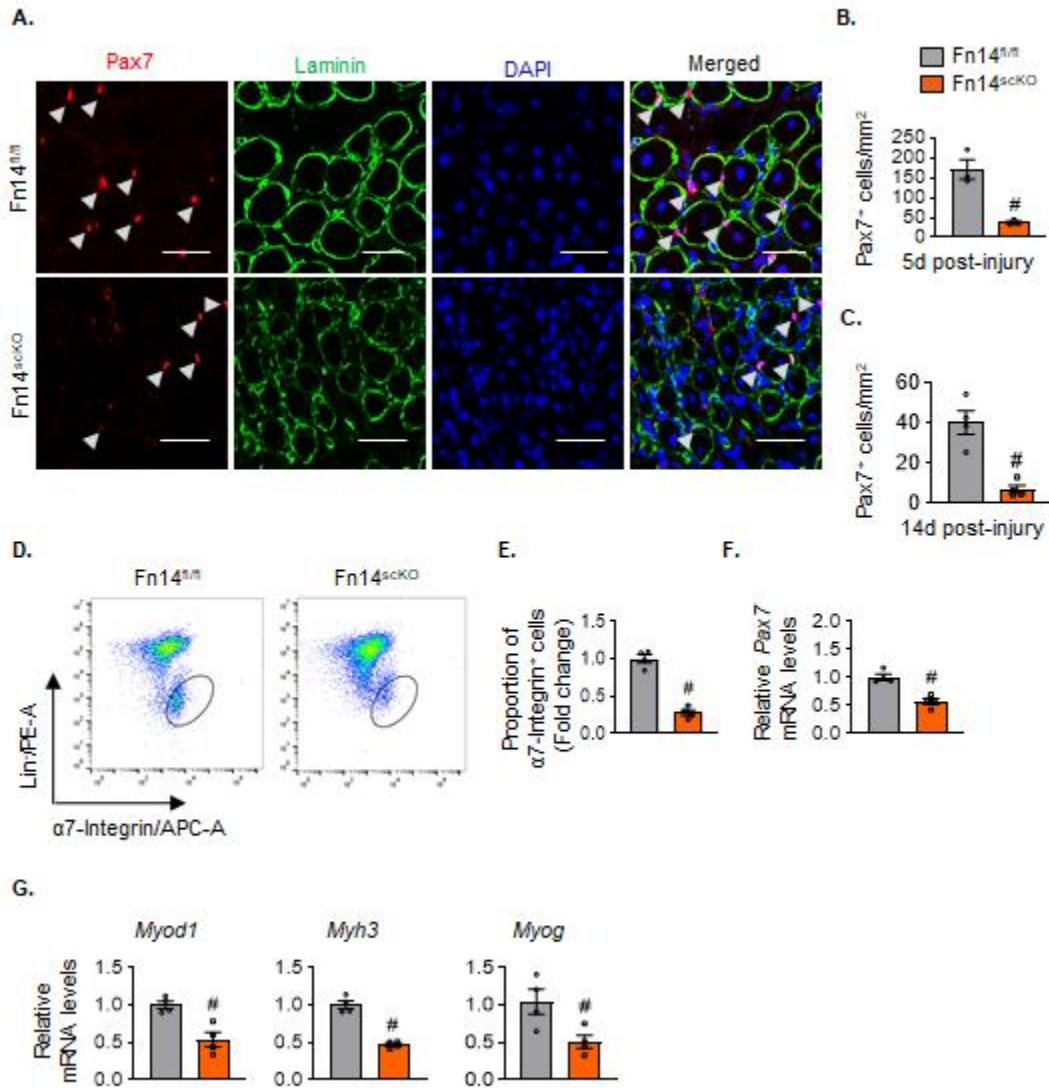 A.
Pax7
Laminin
DAPI
Merged
Fn14fl/fl
Fn14scKO
B.
Fn14fl/fl
Fn14scKO
Pax7+ cells/mm2
250
200
150
100
50
0
#
5d post-injury
C.
Pax7+ cells/mm2
60
40
20
0
#
14d post-injury
D.
Fn14fl/fl
Fn14scKO
Lin-/PE-A
α7-Integrin/APC-A
E.
Proportion of
α7-Integrin+ cells
(Fold change)
1.5
1.0
0.5
0.0
#
F.
Relative Pax7
mRNA levels
2.0
1.5
1.0
0.5
0.0
#
G.
Relative
mRNA levels
Myod1
1.5
1.0
0.5
0.0
#
Myh3
1.5
1.0
0.5
0.0
#
Myog
1.5
1.0
0.5
0.0
#